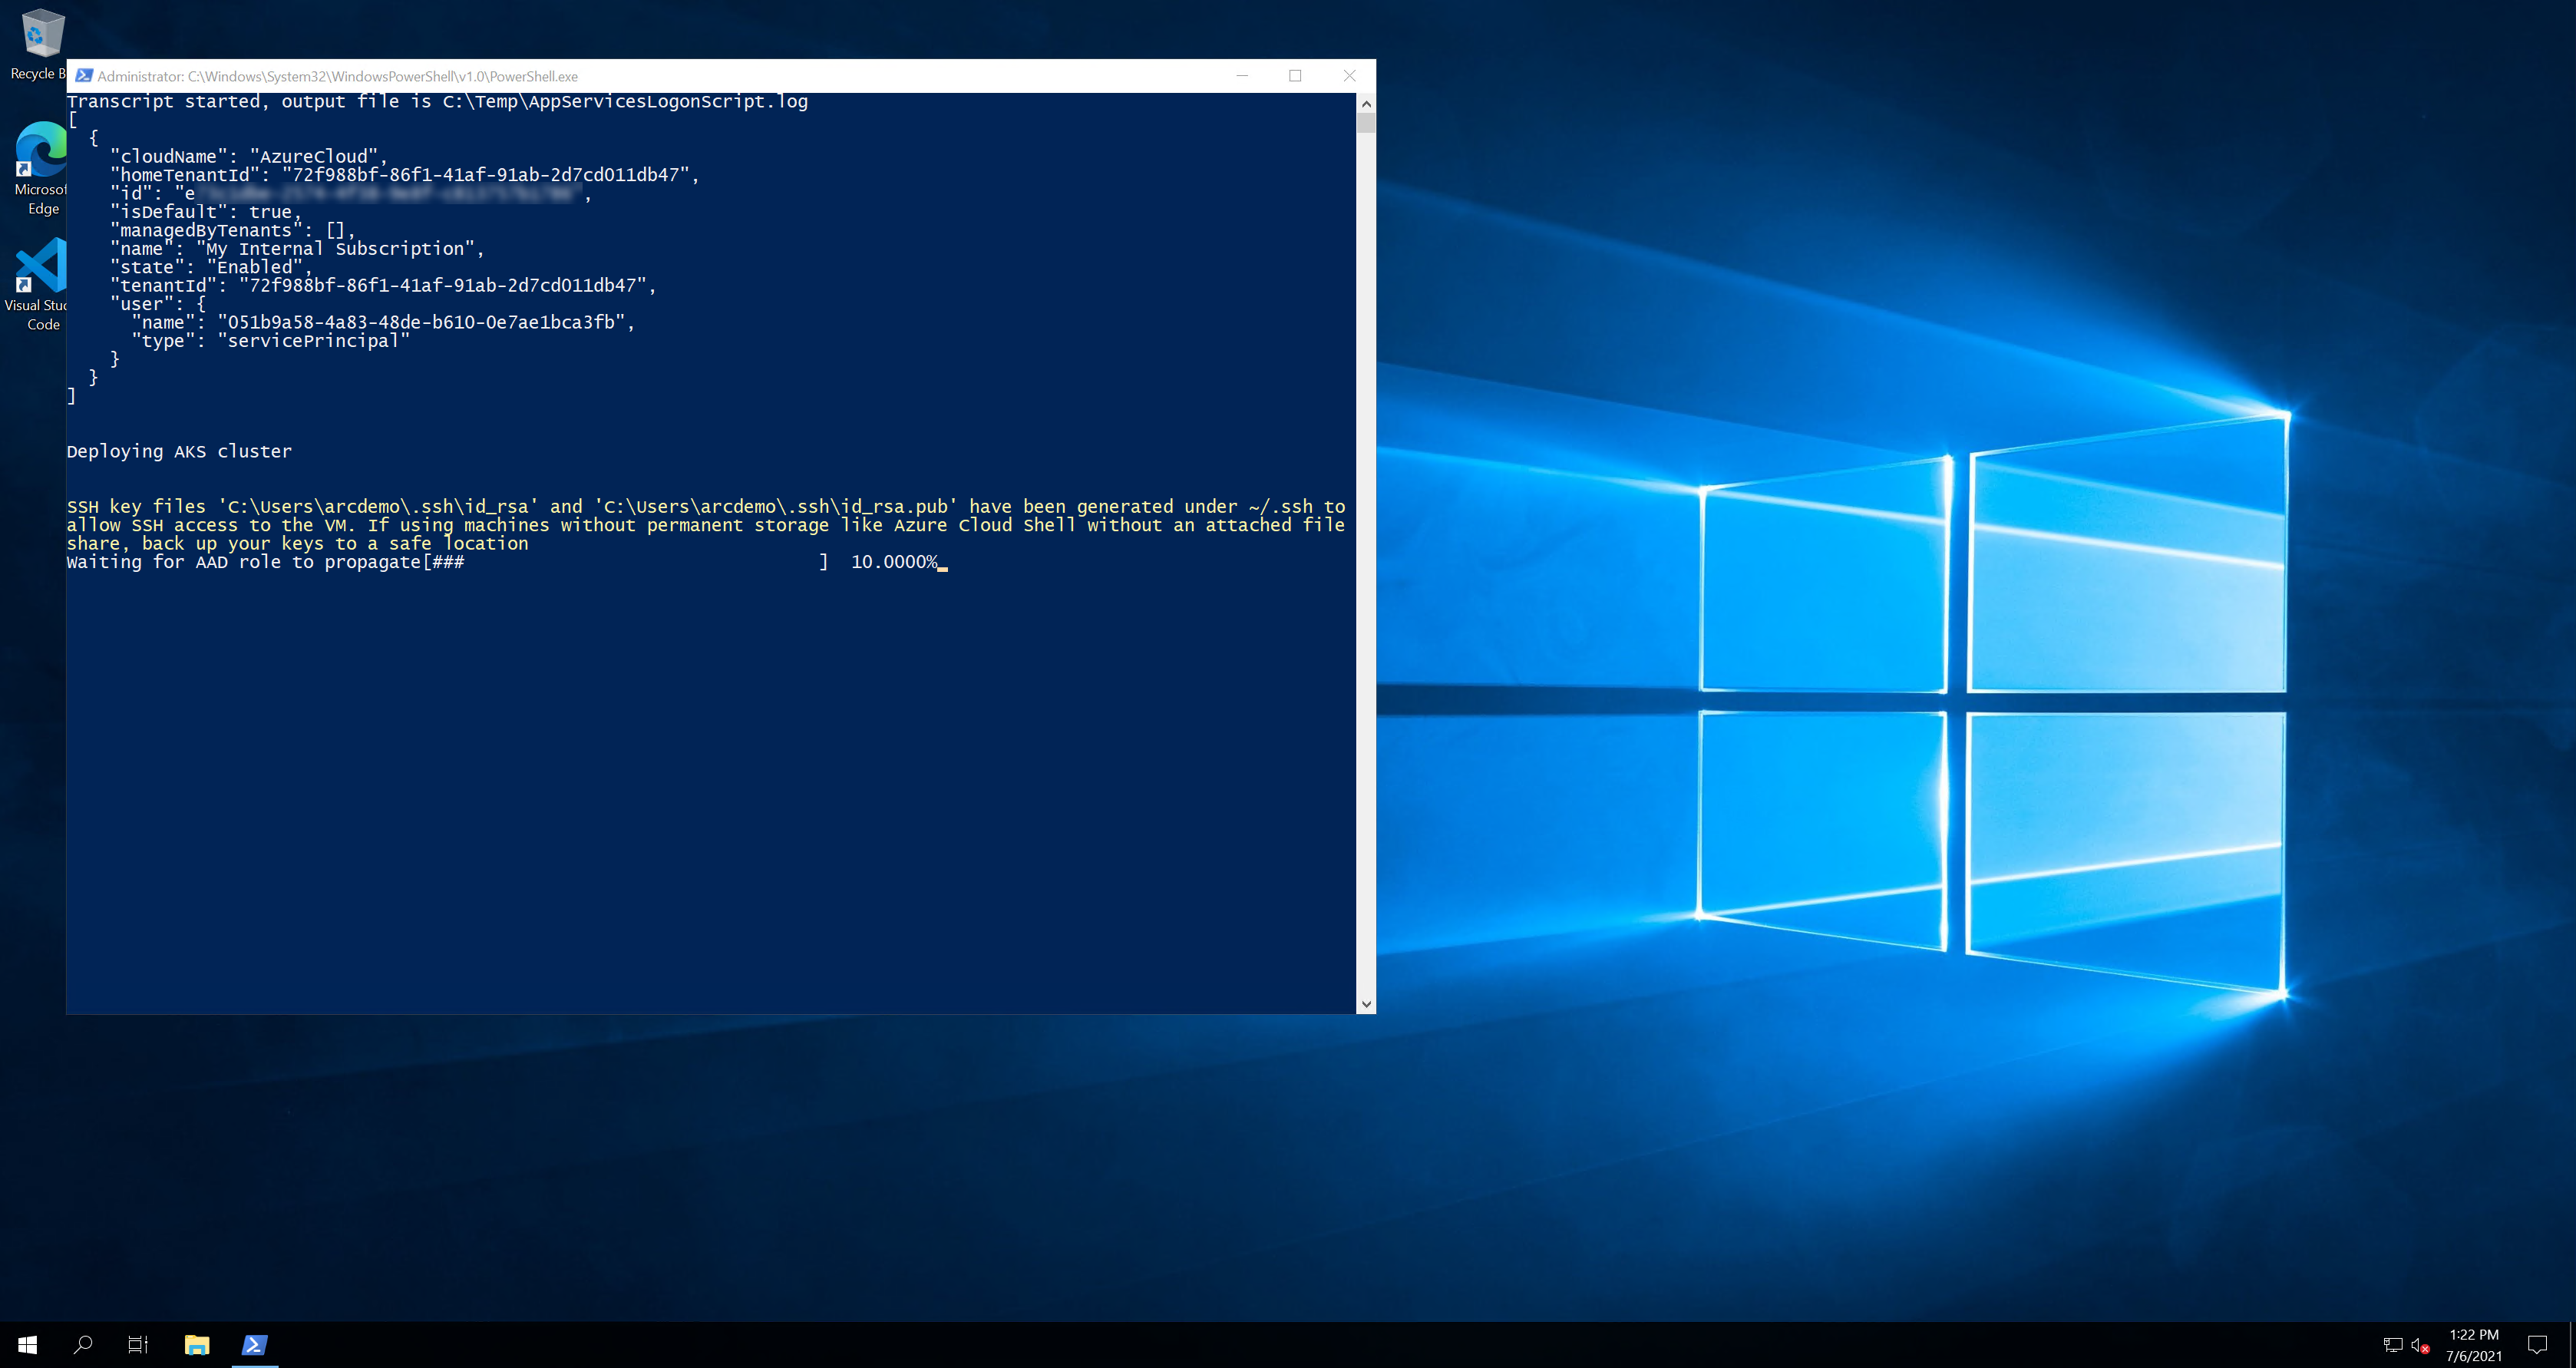 Recycle B
Administrator: C:\Windows\System32\WindowsPowerShell\v1.0\PowerShell.exe
Transcript started, output file is C:\Temp\AppServicesLogonScript.log
[
  {
    "cloudName": "AzureCloud",
    "homeTenantId": "72f988bf-86f1-41af-91ab-2d7cd011db47",
    "id": "e
    "isDefault": true,
    "managedByTenants": [],
    "name": "My Internal Subscription",
    "state": "Enabled",
    "tenantId": "72f988bf-86f1-41af-91ab-2d7cd011db47",
    "user": {
      "name": "051b9a58-4a83-48de-b610-0e7ae1bca3fb",
      "type": "servicePrincipal"
    }
  }
]
Deploying AKS cluster
SSH key files 'C:\Users\arcdemo\.ssh\id_rsa' and 'C:\Users\arcdemo\.ssh\id_rsa.pub' have been generated under ~/.ssh to
allow SSH access to the VM. If using machines without permanent storage like Azure Cloud Shell without an attached file
share, back up your keys to a safe location
Waiting for AAD role to propagate[###                                 ]  10.0000%
Microsof
Edge
Visual Stud
Code
1:22 PM
7/6/2021